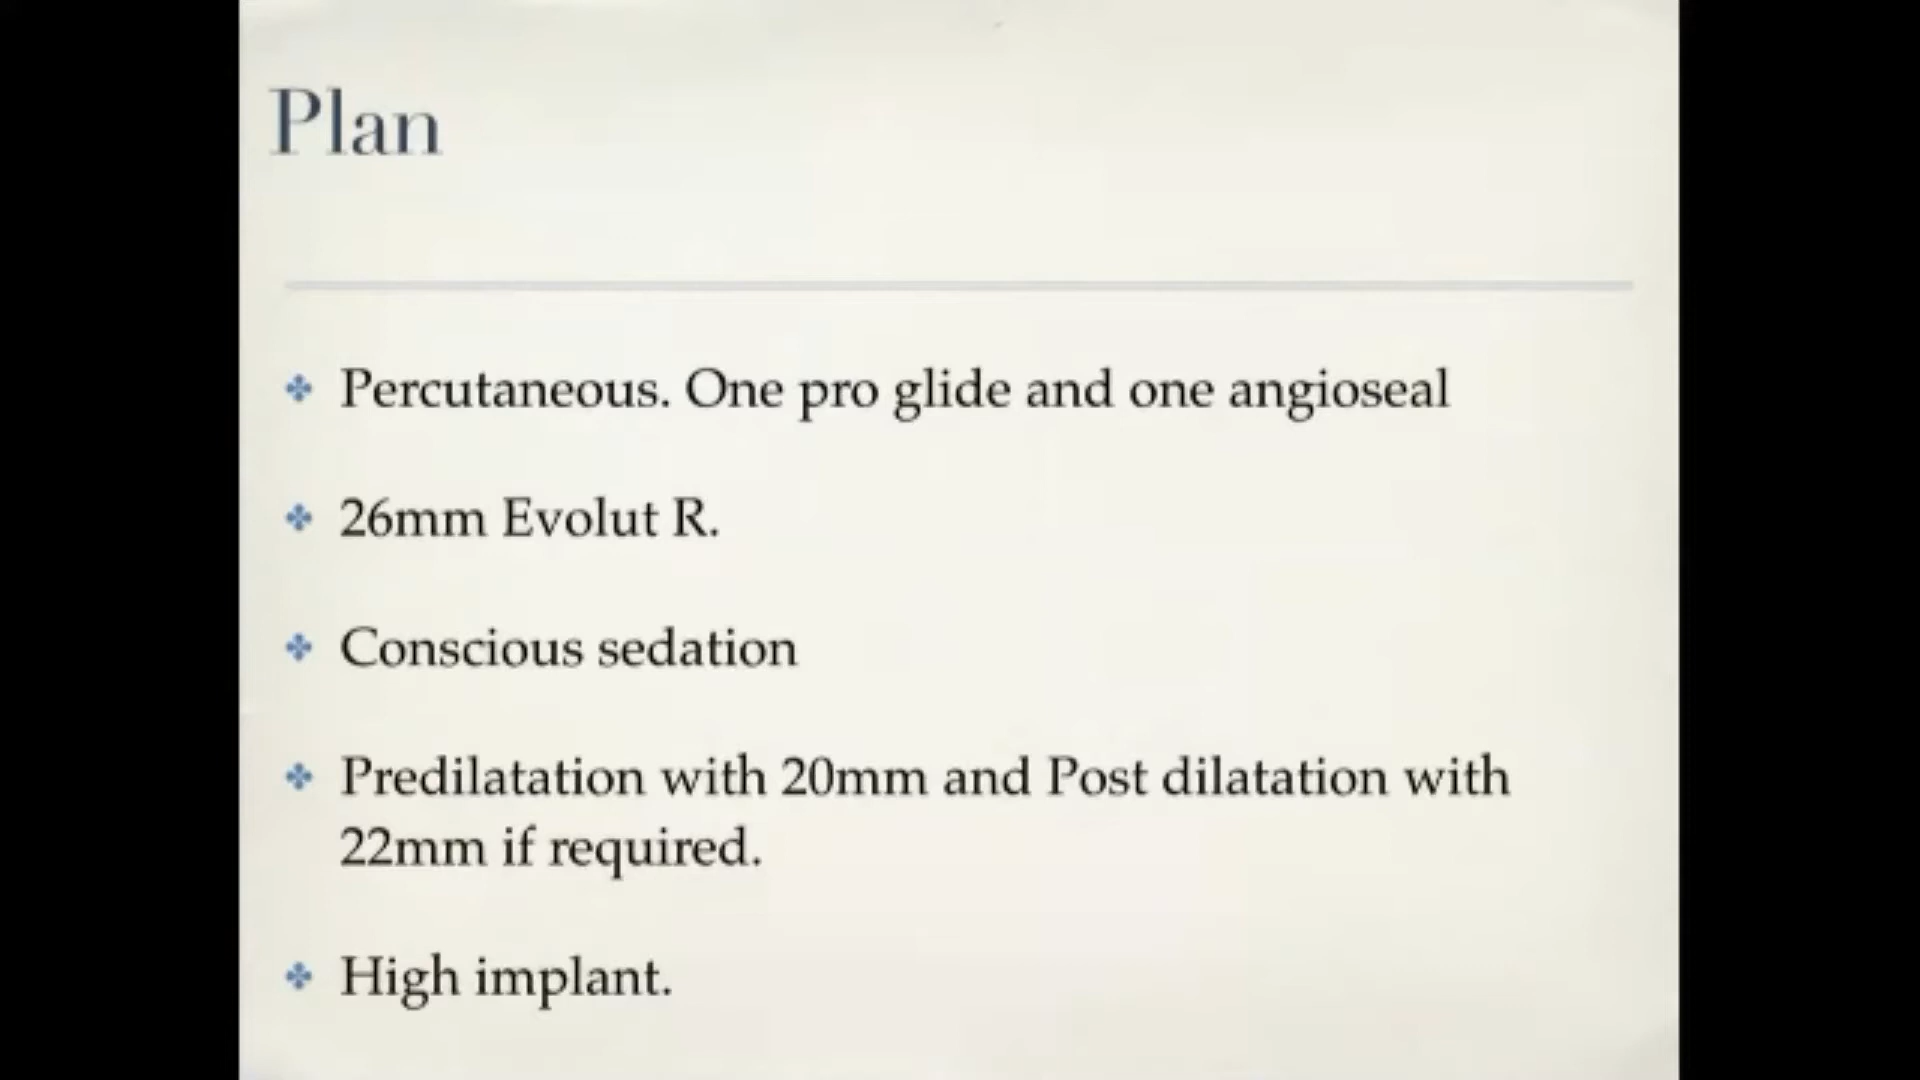 Plan
Percutaneous. One pro glide and one angioseal
26mm Evolut R.
Conscious sedation
Predilatation with 20mm and Post dilatation with
22mm if required.
High implant.